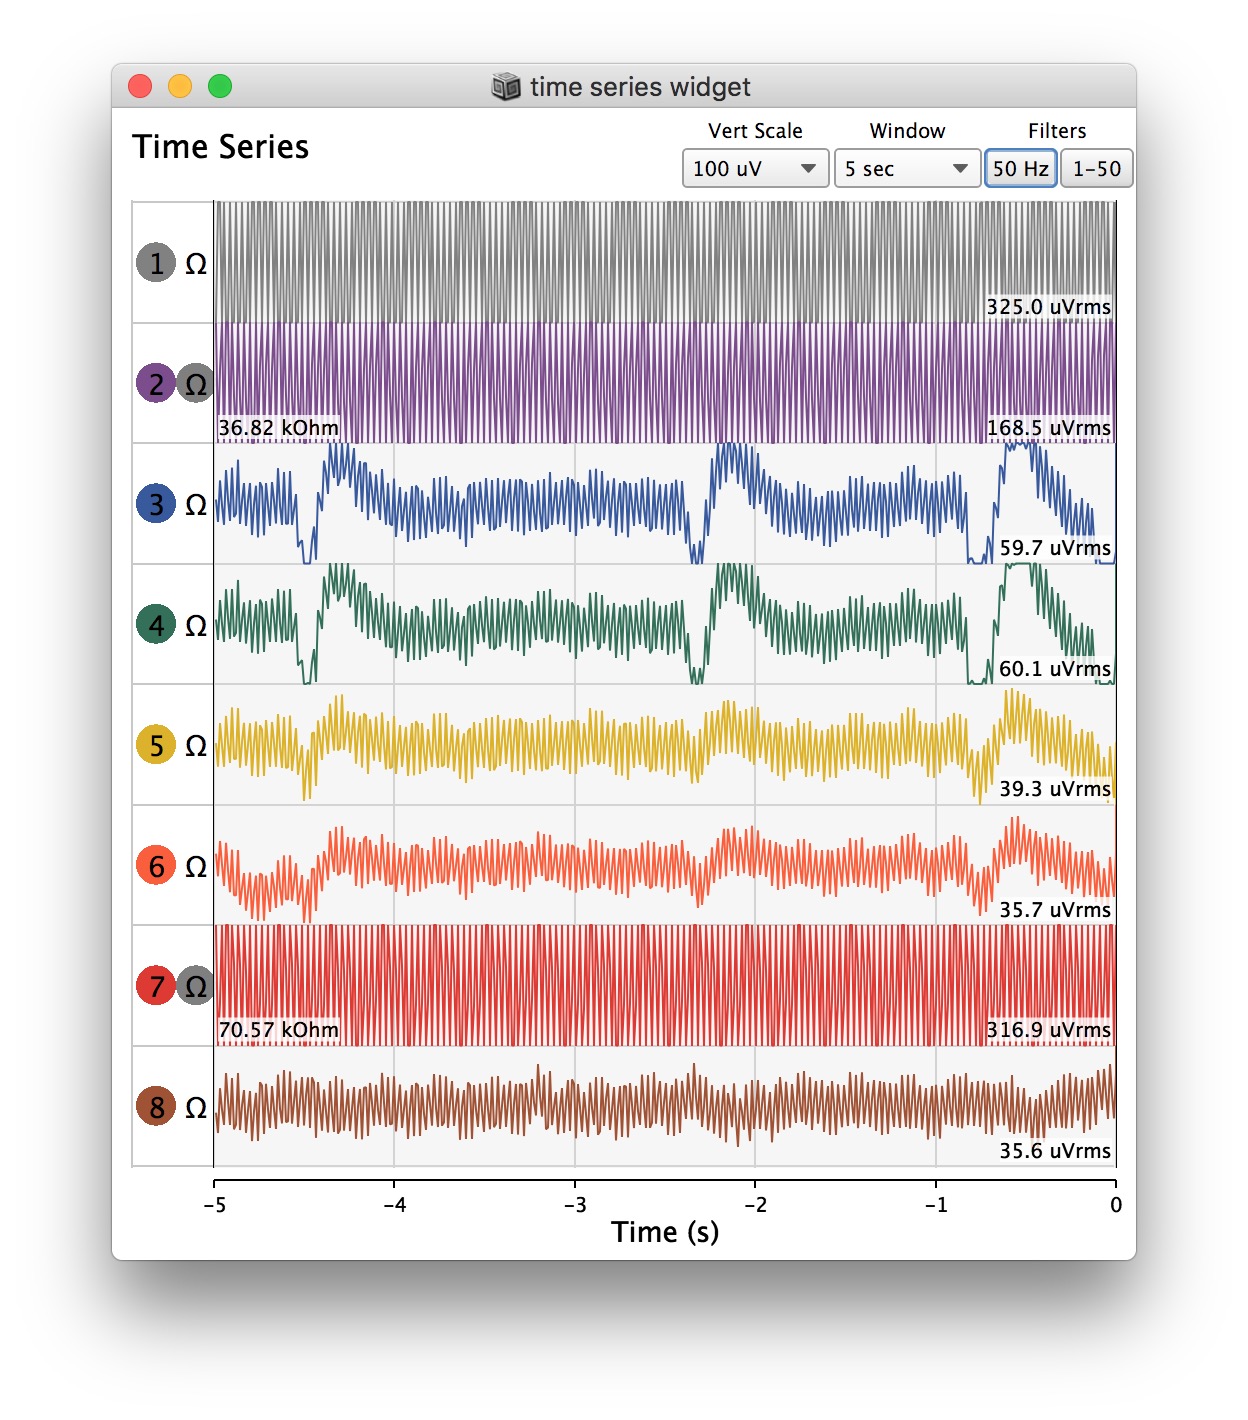 time series widget
Time Series
Vert Scale Window Filters
100 uV 5 sec 50 Hz 1-50
1 Ω
325.0 uVrms
2 Ω
36.82 kOhm 168.5 uVrms
3 Ω
59.7 uVrms
4 Ω
60.1 uVrms
5 Ω
39.3 uVrms
6 Ω
35.7 uVrms
7 Ω
70.57 kOhm 316.9 uVrms
8 Ω
35.6 uVrms
-5 -4 -3 -2 -1 0
Time (s)